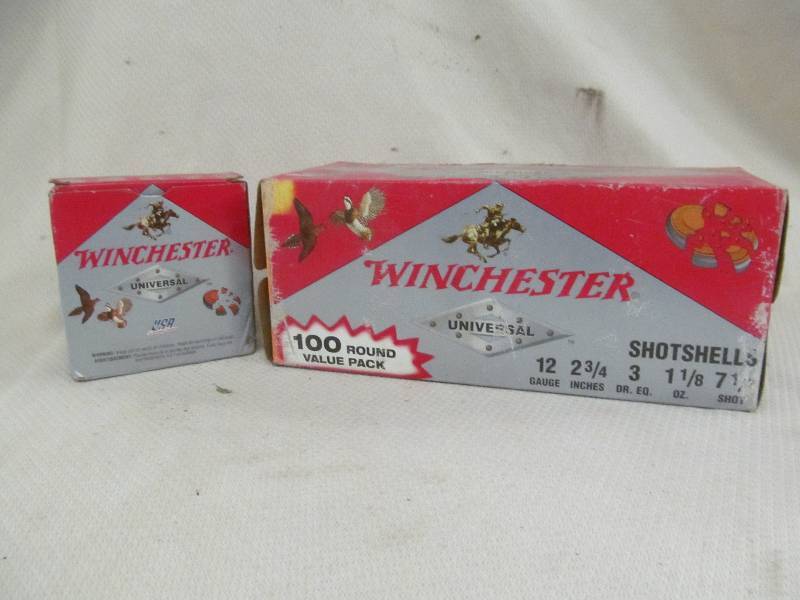 WINCHESTER
UNIVERSAL
USA
WINCHESTER
UNIVERSAL
100 ROUND
VALUE PACK
SHOTSHELLS
12 2 3/4 3 1 1/8 7 1/2
GAUGE INCHES DR. EQ. OZ. SHOT